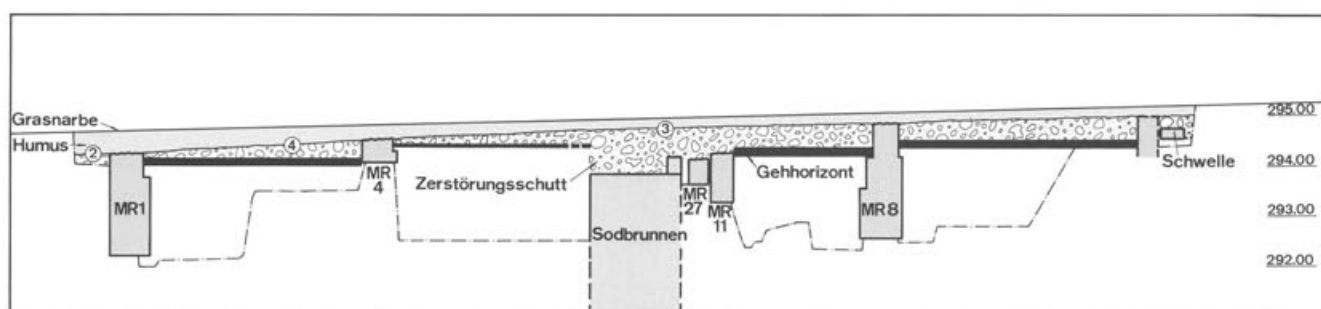 Grasnarbe
Humus
②
④
③
295.00
294.00
293.00
292.00
MR1
MR
4
Zerstörungsschutt
Sodbrunnen
MR
27
MR
11
Gehhorizont
MR8
Schwelle